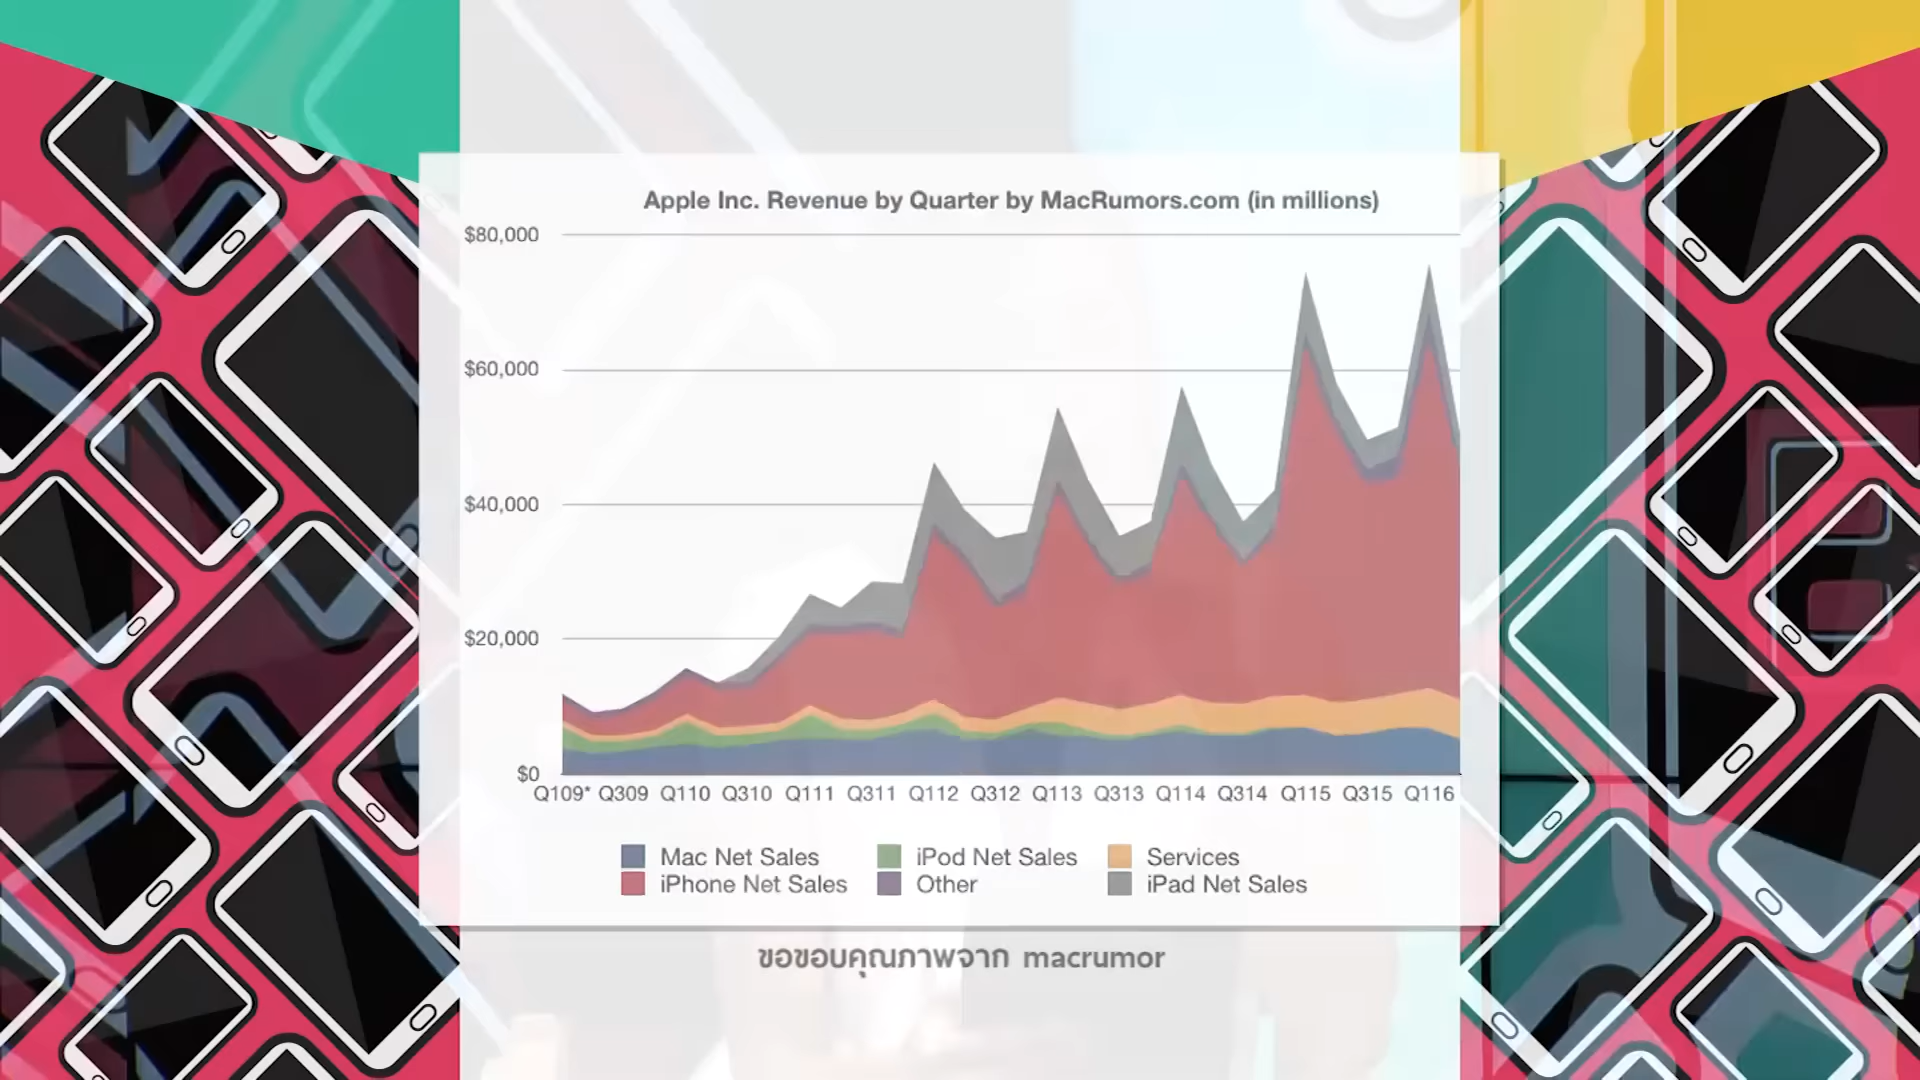 Apple Inc. Revenue by Quarter by MacRumors.com (in millions)
$80,000
$60,000
$40,000
$20,000
$0
Q109* Q309 Q110 Q310 Q111 Q311 Q112 Q312 Q113 Q313 Q114 Q314 Q115 Q315 Q116
Mac Net Sales iPod Net Sales Services
iPhone Net Sales Other iPad Net Sales
ขอขอบคุณภาพจาก macrumor